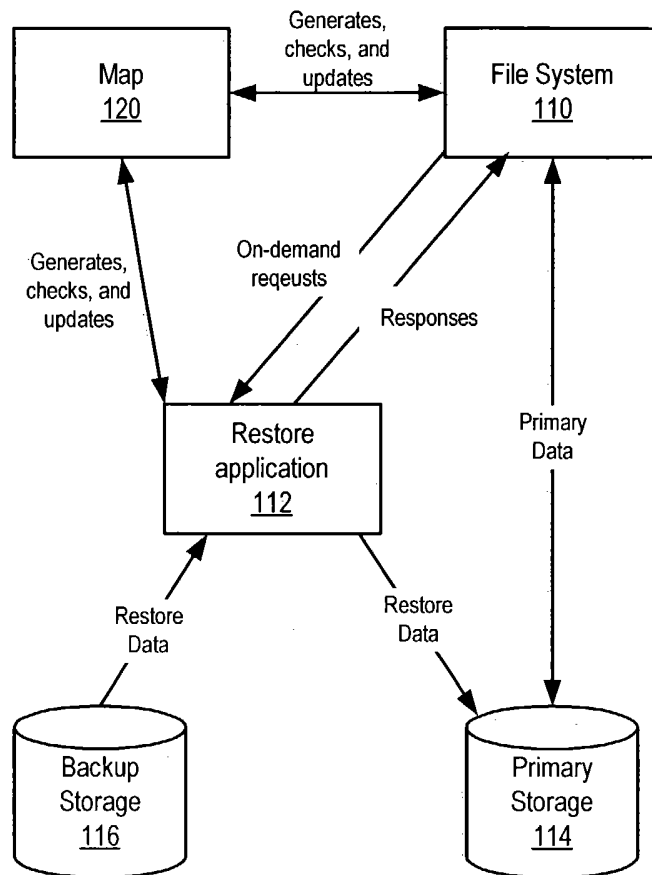 Generates,
checks, and
updates
Map
120
File System
110
Generates,
checks, and
updates
On-demand
reqeusts
Responses
Restore
application
112
Primary
Data
Restore
Data
Restore
Data
Backup
Storage
116
Primary
Storage
114